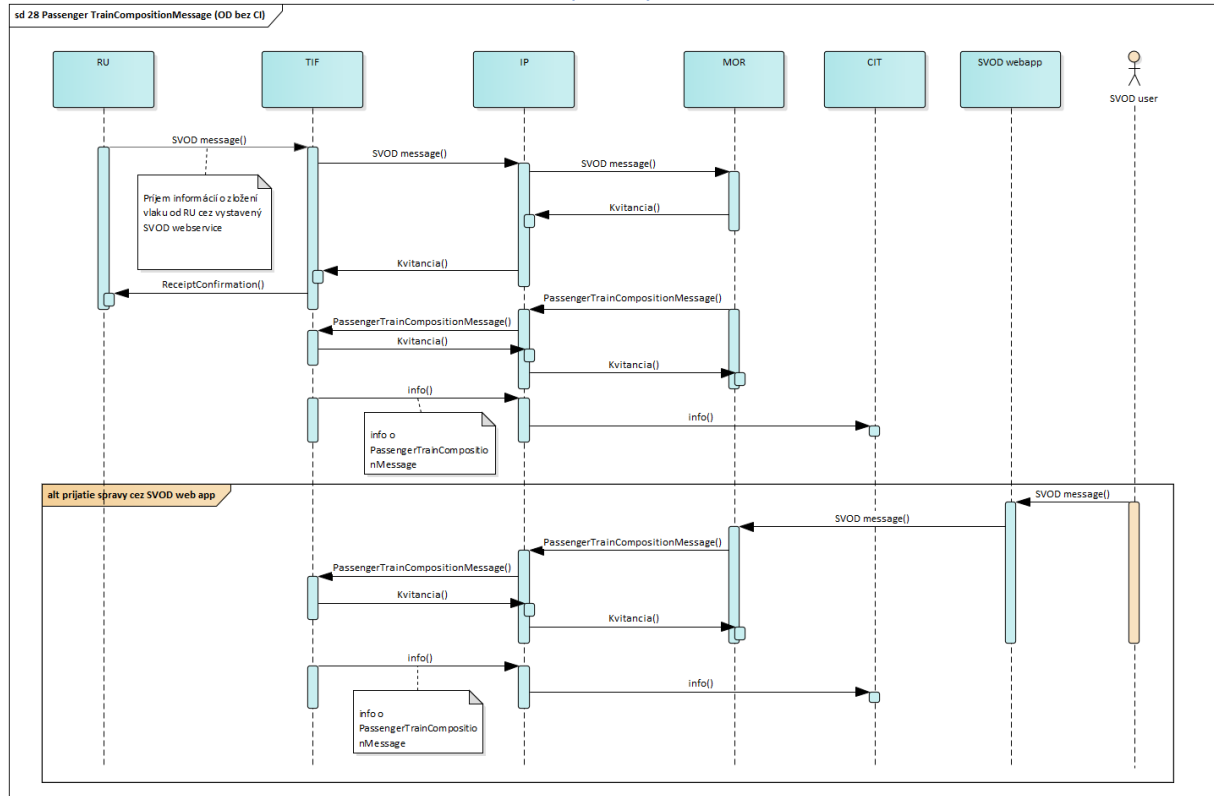 sd 28 Passenger TrainCompositionMessage (OD bez CI)
RU
TIF
IP
MOR
CIT
SVOD webapp
SVOD user
SVOD message()
SVOD message()
SVOD message()
Príjem informácií o zložení
vlaku od RU cez vystavený
SVOD webservice
Kvitancia()
Kvitancia()
ReceiptConfirmation()
PassengerTrainCompositionMessage()
PassengerTrainCompositionMessage()
Kvitancia()
Kvitancia()
info()
info()
info o
PassengerTrainCompositio
nMessage
alt prijatie spravy cez SVOD web app
SVOD message()
SVOD message()
PassengerTrainCompositionMessage()
PassengerTrainCompositionMessage()
Kvitancia()
Kvitancia()
info()
info()
info o
PassengerTrainCompositio
nMessage